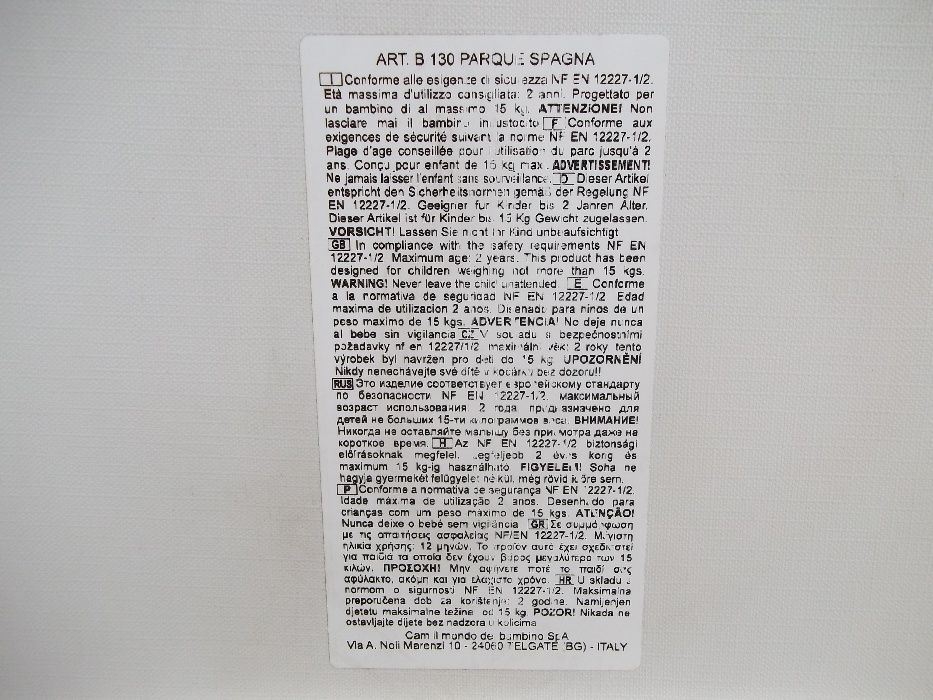 ART. B 130 PARQUE SPAGNA
I Conforme alle esigenze di sicurezza NF EN 12227-1/2.
Età massima d'utilizzo consigliata: 2 anni. Progettato per
un bambino di al massimo 15 kg. ATTENZIONE! Non
lasciare mai il bambino incustodito F Conforme aux
exigences de sécurité suivant la norme NF EN 12227-1/2.
Plage d'age conseillée pour l'utilisation du parc jusqu'à 2
ans. Conçu pour enfant de 15 kg max. ADVERTISSEMENT!
Ne jamais laisser l'enfant sans sourveillance. D Dieser Artikel
entspricht den Sicherheitsnormen gemäß der Regelung NF
EN 12227-1/2. Geeigner fur Kinder bis 2 Janren Alter.
Dieser Artikel ist für Kinder bis 15 Kg Gewicht zugelassen.
VORSICHT! Lassen Sie nicht Ihr Kind unbeaufsichtigt
GB In compliance with the safety requirements NF EN
12227-1/2. Maximum age: 2 years. This product has been
designed for children weighing not more than 15 kgs.
WARNING! Never leave the child unattended. E Conforme
a la normativa de seguridad NF EN 12227-1/2 Edad
maxima de utilizacion 2 anos. Disenado para ninos de un
peso maximo de 15 kgs. ADVERTENCIA! No deje nunca
al bebe sin vigilancia CZ V souladu s bezpečnostními
požadavky nf en 12227/1/2 maximální věk: 2 roky tento
výrobek byl navržen pro deti do 15 kg UPOZORNĚNÍ
Nikdy nenechávejte své dítě v kočárku bez dozoru!!
RUS Это изделие соответствует европейскому стандарту
по безопасности NF EN 12227-1/2. максимальный
возраст использования 2 года. предназначено для
детей не больших 15-ти килограммов веса. ВНИМАНИЕ!
Никогда не оставляйте малышу без присмотра даже на
короткое время. H Az NF EN 12227-1/2 biztonsági
előírásoknak megfelel. Legfeljebb 2 éves korig és
maximum 15 kg-ig használható. FIGYELEM! Soha ne
hagyja gyermekét felügyelet nélkül, még rövid időre sem.
P Conforme a normativa de segurança NF EN 12227-1/2.
Idade máxima de utilização 2 anos. Desenhado para
crianças com um peso máximo de 15 kgs. ATENÇÃO!
Nunca deixe o bebé sem vigilância GR Σε συμμόρφωση
με τις απαιτήσεις ασφαλείας NF/EN 12227-1/2. Μέγιστη
ηλικία χρήσης: 12 μηνών. Το προϊόν αυτό έχει σχεδιαστεί
για παιδιά τα οποία δεν έχουν βάρος μεγαλύτερο των 15
κιλών. ΠΡΟΣΟΧΗ! Μην αφήνετε ποτέ το παιδί σας
αφύλακτο, ακόμη και για ελάχιστο χρόνο. HR U skladu s
normom o sigurnosti NF EN 12227-1/2. Maksimalna
preporučena dob za korištenje: 2 godine. Namijenjen
djetetu maksimalne težine od 15 kg. POZOR! Nikada ne
ostavljajte dijete bez nadzora u kolicima
Cam il mondo del bambino SpA
Via A. Noli Marenzi 10 - 24060 TELGATE (BG) - ITALY